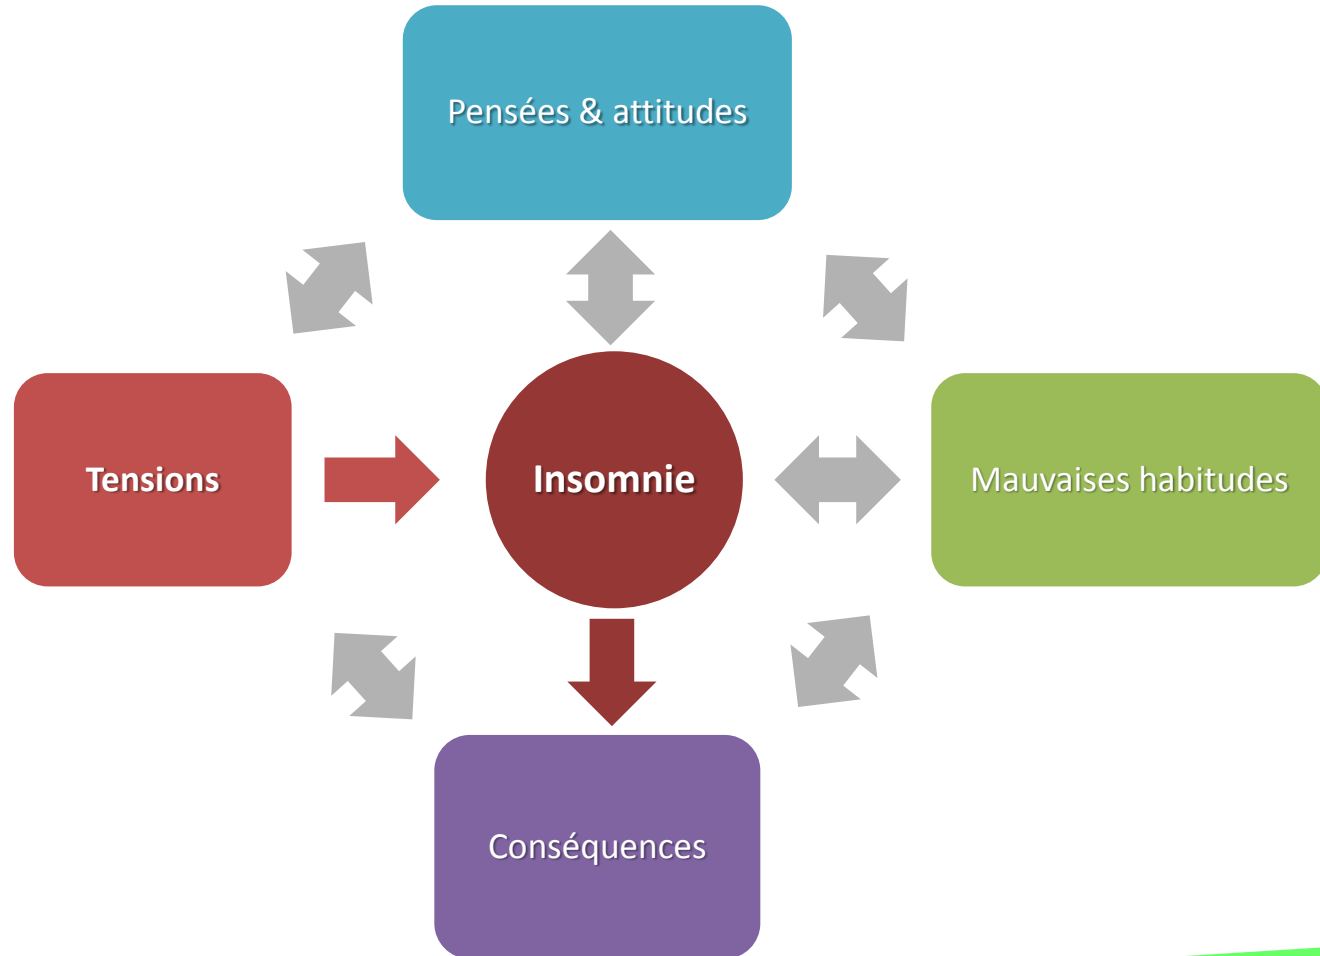 Pensées & attitudes
Tensions
Insomnie
Mauvaises habitudes
Conséquences